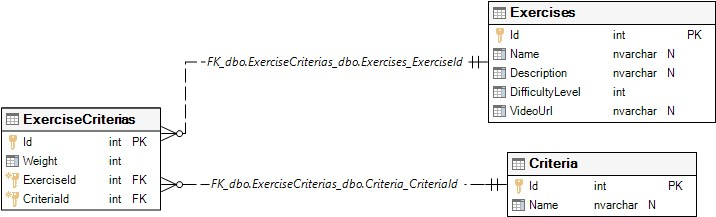 Exercises
Id int PK
Name nvarchar N
Description nvarchar N
DifficultyLevel int
VideoUrl nvarchar N
FK_dbo.ExerciseCriterias_dbo.Exercises_ExerciseId
ExerciseCriterias
Id int PK
Weight int
ExerciseId int FK
CriteriaId int FK
FK_dbo.ExerciseCriterias_dbo.Criteria_CriteriaId
Criteria
Id int PK
Name nvarchar N